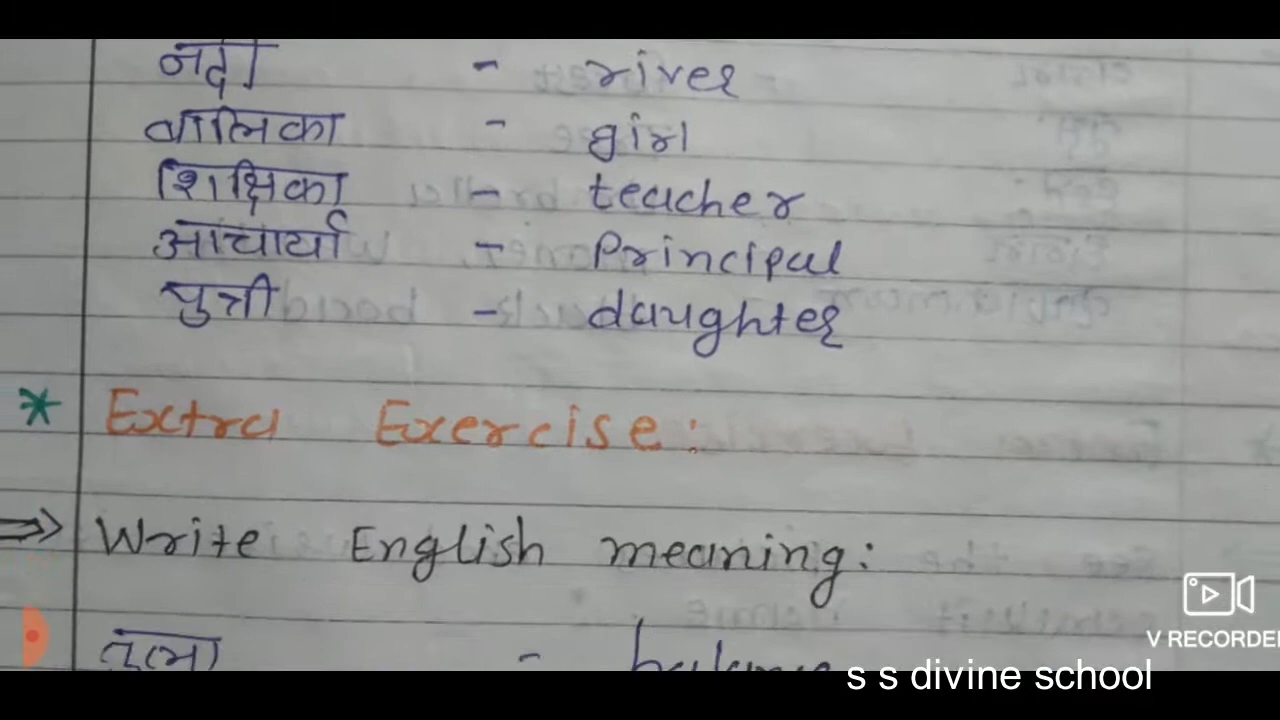 नदी - river
बालिका - girl
शिक्षिका - teacher
आचार्या - Principal
पुत्री - daughter
* Extra Exercise:
⇒ Write English meaning:
तुला -
V RECORDER
s s divine school